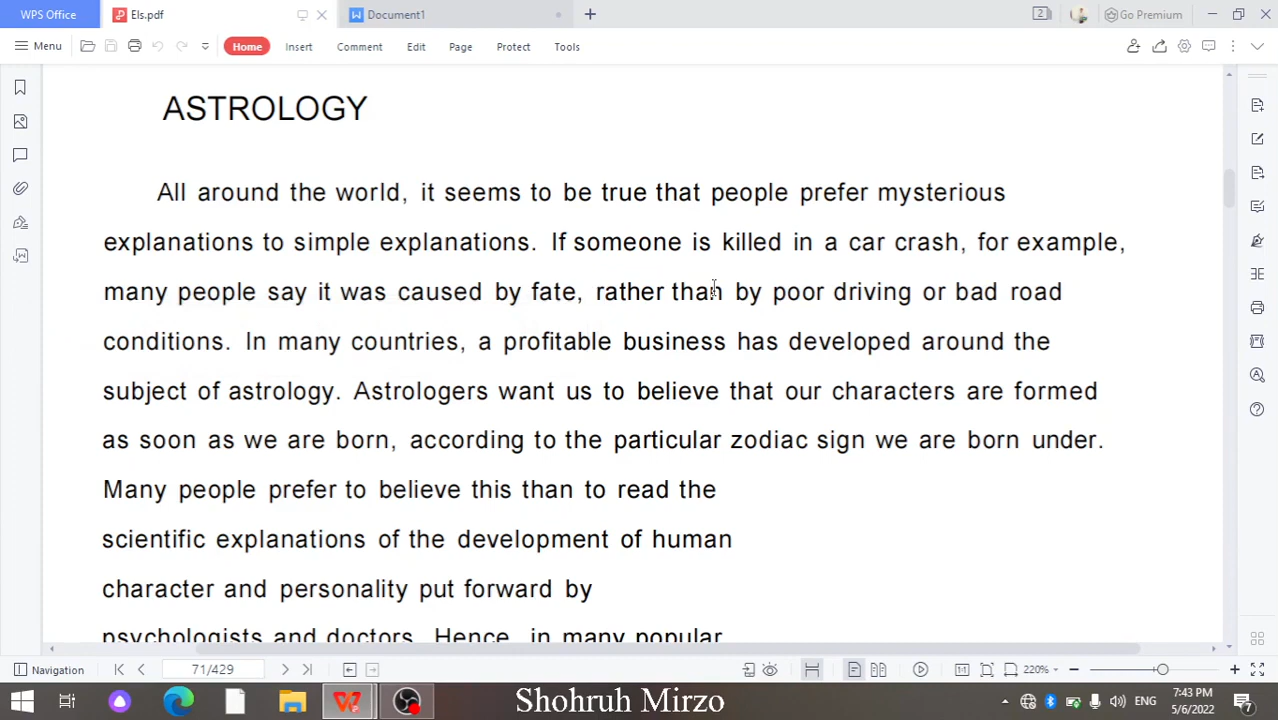 WPS Office
Els.pdf
Document1
2
Go Premium
Menu
Home
Insert
Comment
Edit
Page
Protect
Tools
ASTROLOGY
All around the world, it seems to be true that people prefer mysterious
explanations to simple explanations. If someone is killed in a car crash, for example,
many people say it was caused by fate, rather than by poor driving or bad road
conditions. In many countries, a profitable business has developed around the
subject of astrology. Astrologers want us to believe that our characters are formed
as soon as we are born, according to the particular zodiac sign we are born under.
Many people prefer to believe this than to read the
scientific explanations of the development of human
character and personality put forward by
psychologists and doctors. Hence, in many popular
Navigation
71/429
1:1
220%
Shohruh Mirzo
ENG
7:43 PM
5/6/2022
7